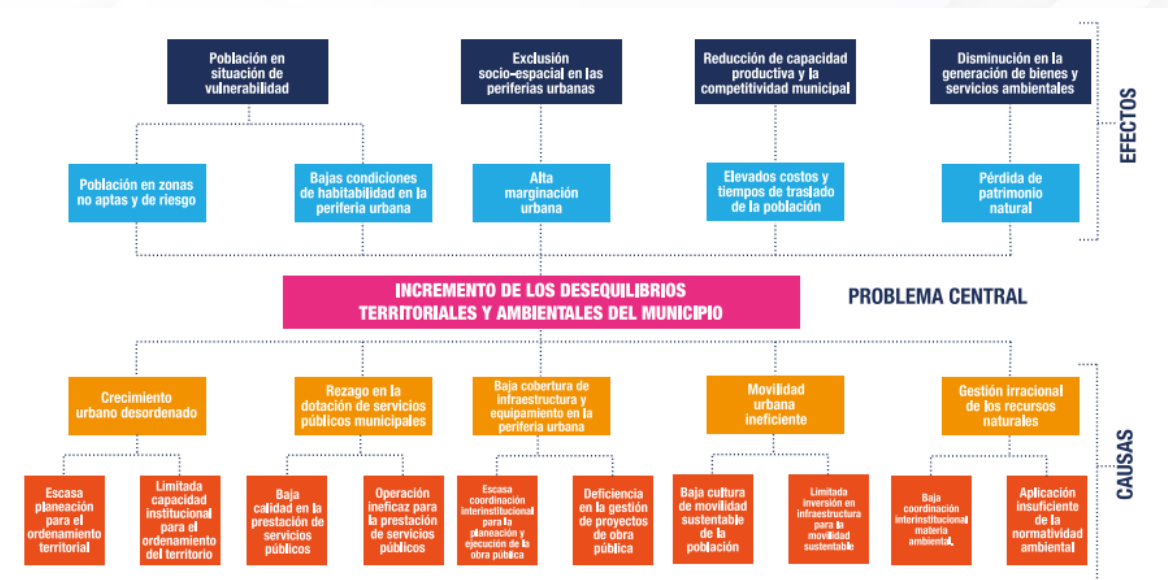 Población en
situación de
vulnerabilidad
Exclusión
socio-espacial en las
periferias urbanas
Reducción de capacidad
productiva y la
competitividad municipal
Disminución en la
generación de bienes y
servicios ambientales
EFECTOS
Población en zonas
no aptas y de riesgo
Bajas condiciones
de habitabilidad en la
periferia urbana
Alta
marginación
urbana
Elevados costos y
tiempos de traslado
de la población
Pérdida de
patrimonio
natural
INCREMENTO DE LOS DESEQUILIBRIOS
TERRITORIALES Y AMBIENTALES DEL MUNICIPIO
PROBLEMA CENTRAL
Crecimiento
urbano desordenado
Rezago en la
dotación de servicios
públicos municipales
Baja cobertura de
infraestructura y
equipamiento en la
periferia urbana
Movilidad
urbana
ineficiente
Gestión irracional
de los recursos
naturales
CAUSAS
Escasa
planeación
para el
ordenamiento
territorial
Limitada
capacidad
institucional
para el
ordenamiento
del territorio
Baja
calidad en la
prestación de
servicios
públicos
Operación
ineficaz para
la prestación
de servicios
públicos
Escasa
coordinación
interinstitucional
para la
planeación y
ejecución de la
obra pública
Deficiencia
en la gestión
de proyectos
de obra
pública
Baja cultura
de movilidad
sustentable
de la
población
Limitada
inversión en
infraestructura
para la
movilidad
sustentable
Baja
coordinación
interinstitucional
materia
ambiental,
Aplicación
insuficiente
de la
normatividad
ambiental